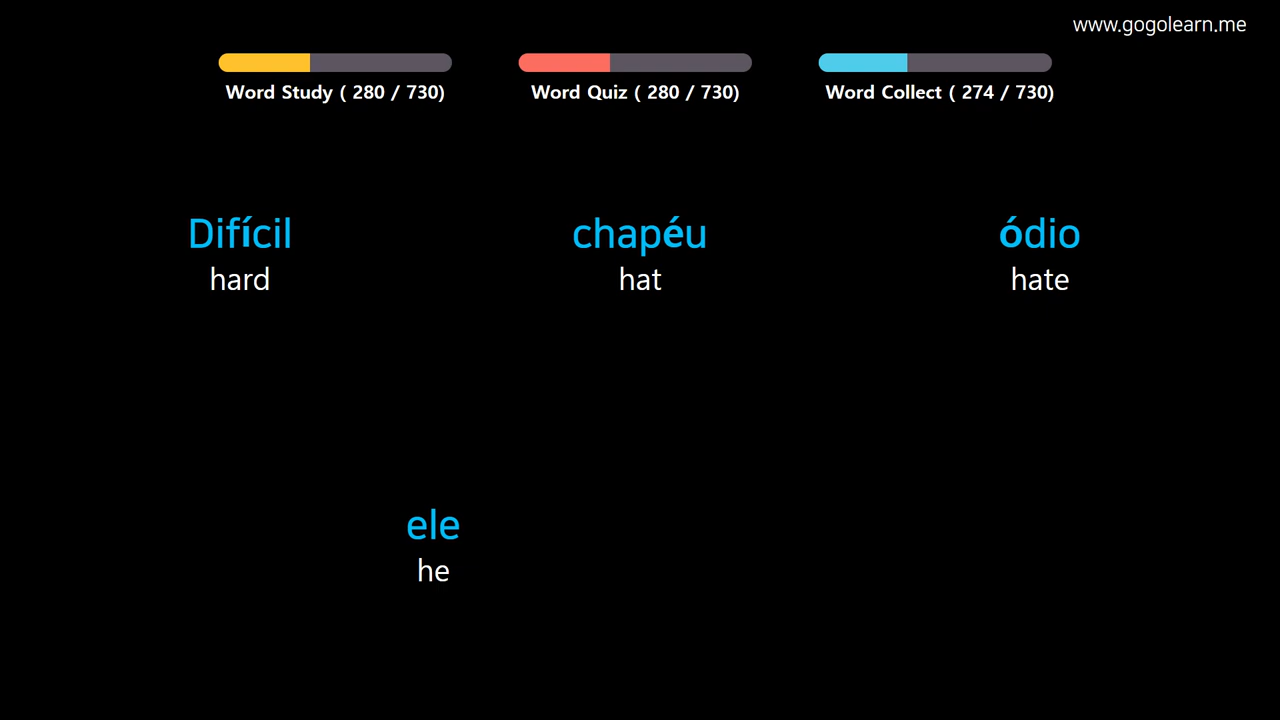 www.gogolearn.me
Word Study ( 280 / 730)
Word Quiz ( 280 / 730)
Word Collect ( 274 / 730)
Difícil
hard
chapéu
hat
ódio
hate
ele
he